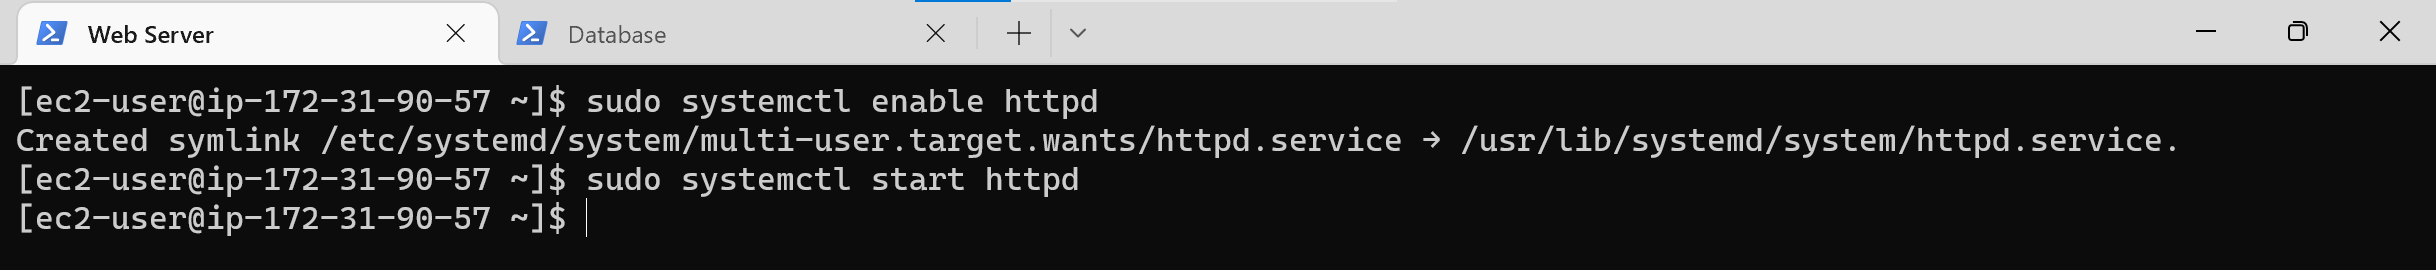 Web Server
Database
[ec2-user@ip-172-31-90-57 ~]$ sudo systemctl enable httpd
Created symlink /etc/systemd/system/multi-user.target.wants/httpd.service → /usr/lib/systemd/system/httpd.service.
[ec2-user@ip-172-31-90-57 ~]$ sudo systemctl start httpd
[ec2-user@ip-172-31-90-57 ~]$